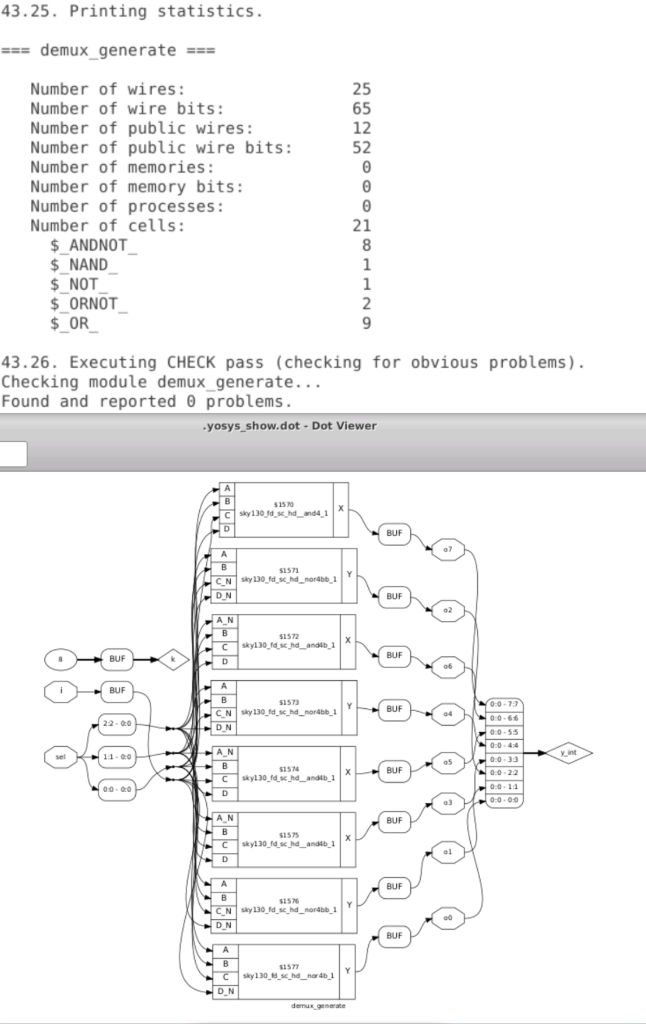 43.25. Printing statistics.
=== demux_generate ===
Number of wires: 25
Number of wire bits: 65
Number of public wires: 12
Number of public wire bits: 52
Number of memories: 0
Number of memory bits: 0
Number of processes: 0
Number of cells: 21
$_ANDNOT_ 8
$_NAND_ 1
$_NOT_ 1
$_ORNOT_ 2
$_OR_ 9
43.26. Executing CHECK pass (checking for obvious problems).
Checking module demux_generate...
Found and reported 0 problems.
.yosys_show.dot - Dot Viewer
A
B
C
D
$1570
sky130_fd_sc_hd__and4_1
X
BUF
o7
A
B
C_N
D_N
$1571
sky130_fd_sc_hd__nor4bb_1
Y
BUF
o2
A_N
B
C
D
$1572
sky130_fd_sc_hd__and4b_1
X
BUF
o6
8
BUF
k
i
BUF
A
B
C_N
D_N
$1573
sky130_fd_sc_hd__nor4bb_1
Y
BUF
o4
sel
2:2 - 0:0
1:1 - 0:0
0:0 - 0:0
A_N
B
C
D
$1574
sky130_fd_sc_hd__and4b_1
X
BUF
o5
0:0 - 7:7
0:0 - 6:6
0:0 - 5:5
0:0 - 4:4
0:0 - 3:3
0:0 - 2:2
0:0 - 1:1
0:0 - 0:0
y_int
A_N
B
C
D
$1575
sky130_fd_sc_hd__and4b_1
X
BUF
o3
A
B
C_N
D_N
$1576
sky130_fd_sc_hd__nor4bb_1
Y
BUF
o1
A
B
C
D_N
$1577
sky130_fd_sc_hd__nor4b_1
Y
BUF
o0
demux_generate